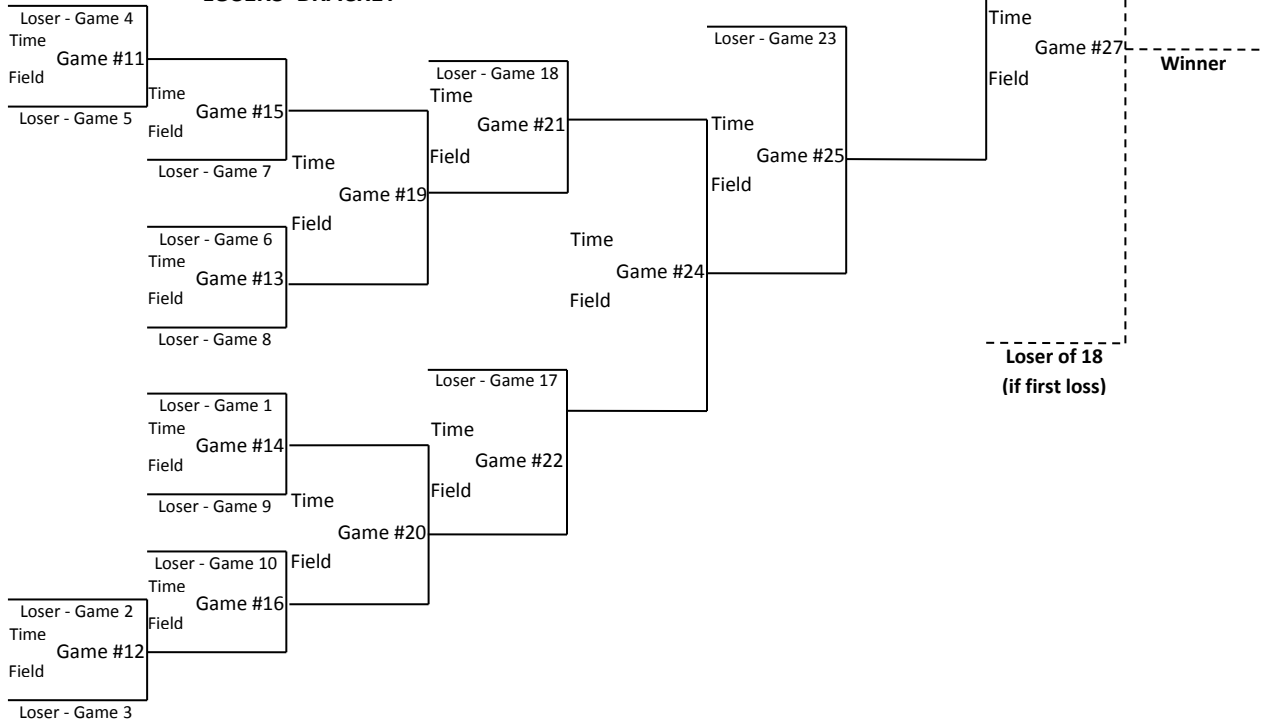 Loser - Game 4
Time
Game #11
Field
Loser - Game 5
Time
Game #15
Field
Loser - Game 7
Time
Game #19
Field
Loser - Game 6
Time
Game #13
Field
Loser - Game 8
Loser - Game 18
Time
Game #21
Field
Loser - Game 23
Time
Game #25
Field
Time
Game #24
Field
Time
Game #27
Field
Winner
Loser of 18
(if first loss)
Loser - Game 17
Time
Game #22
Field
Loser - Game 1
Time
Game #14
Field
Loser - Game 9
Time
Game #20
Field
Loser - Game 10
Time
Game #16
Field
Loser - Game 2
Time
Game #12
Field
Loser - Game 3